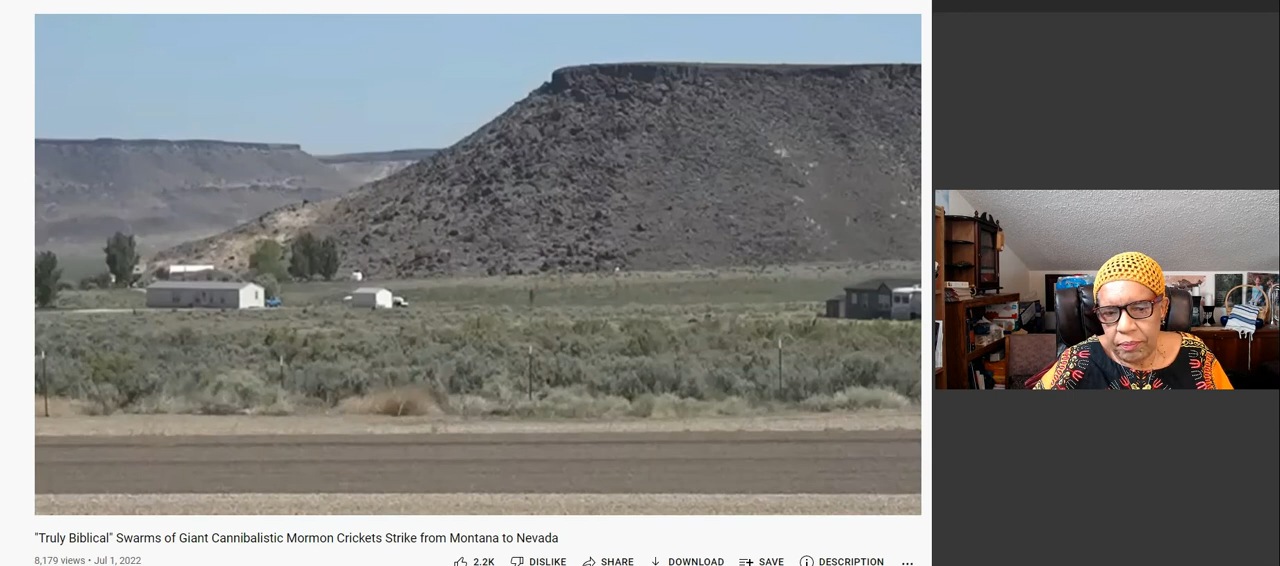 "Truly Biblical" Swarms of Giant Cannibalistic Mormon Crickets Strike from Montana to Nevada
8,179 views • Jul 1, 2022 2.2K DISLIKE SHARE DOWNLOAD SAVE DESCRIPTION ...